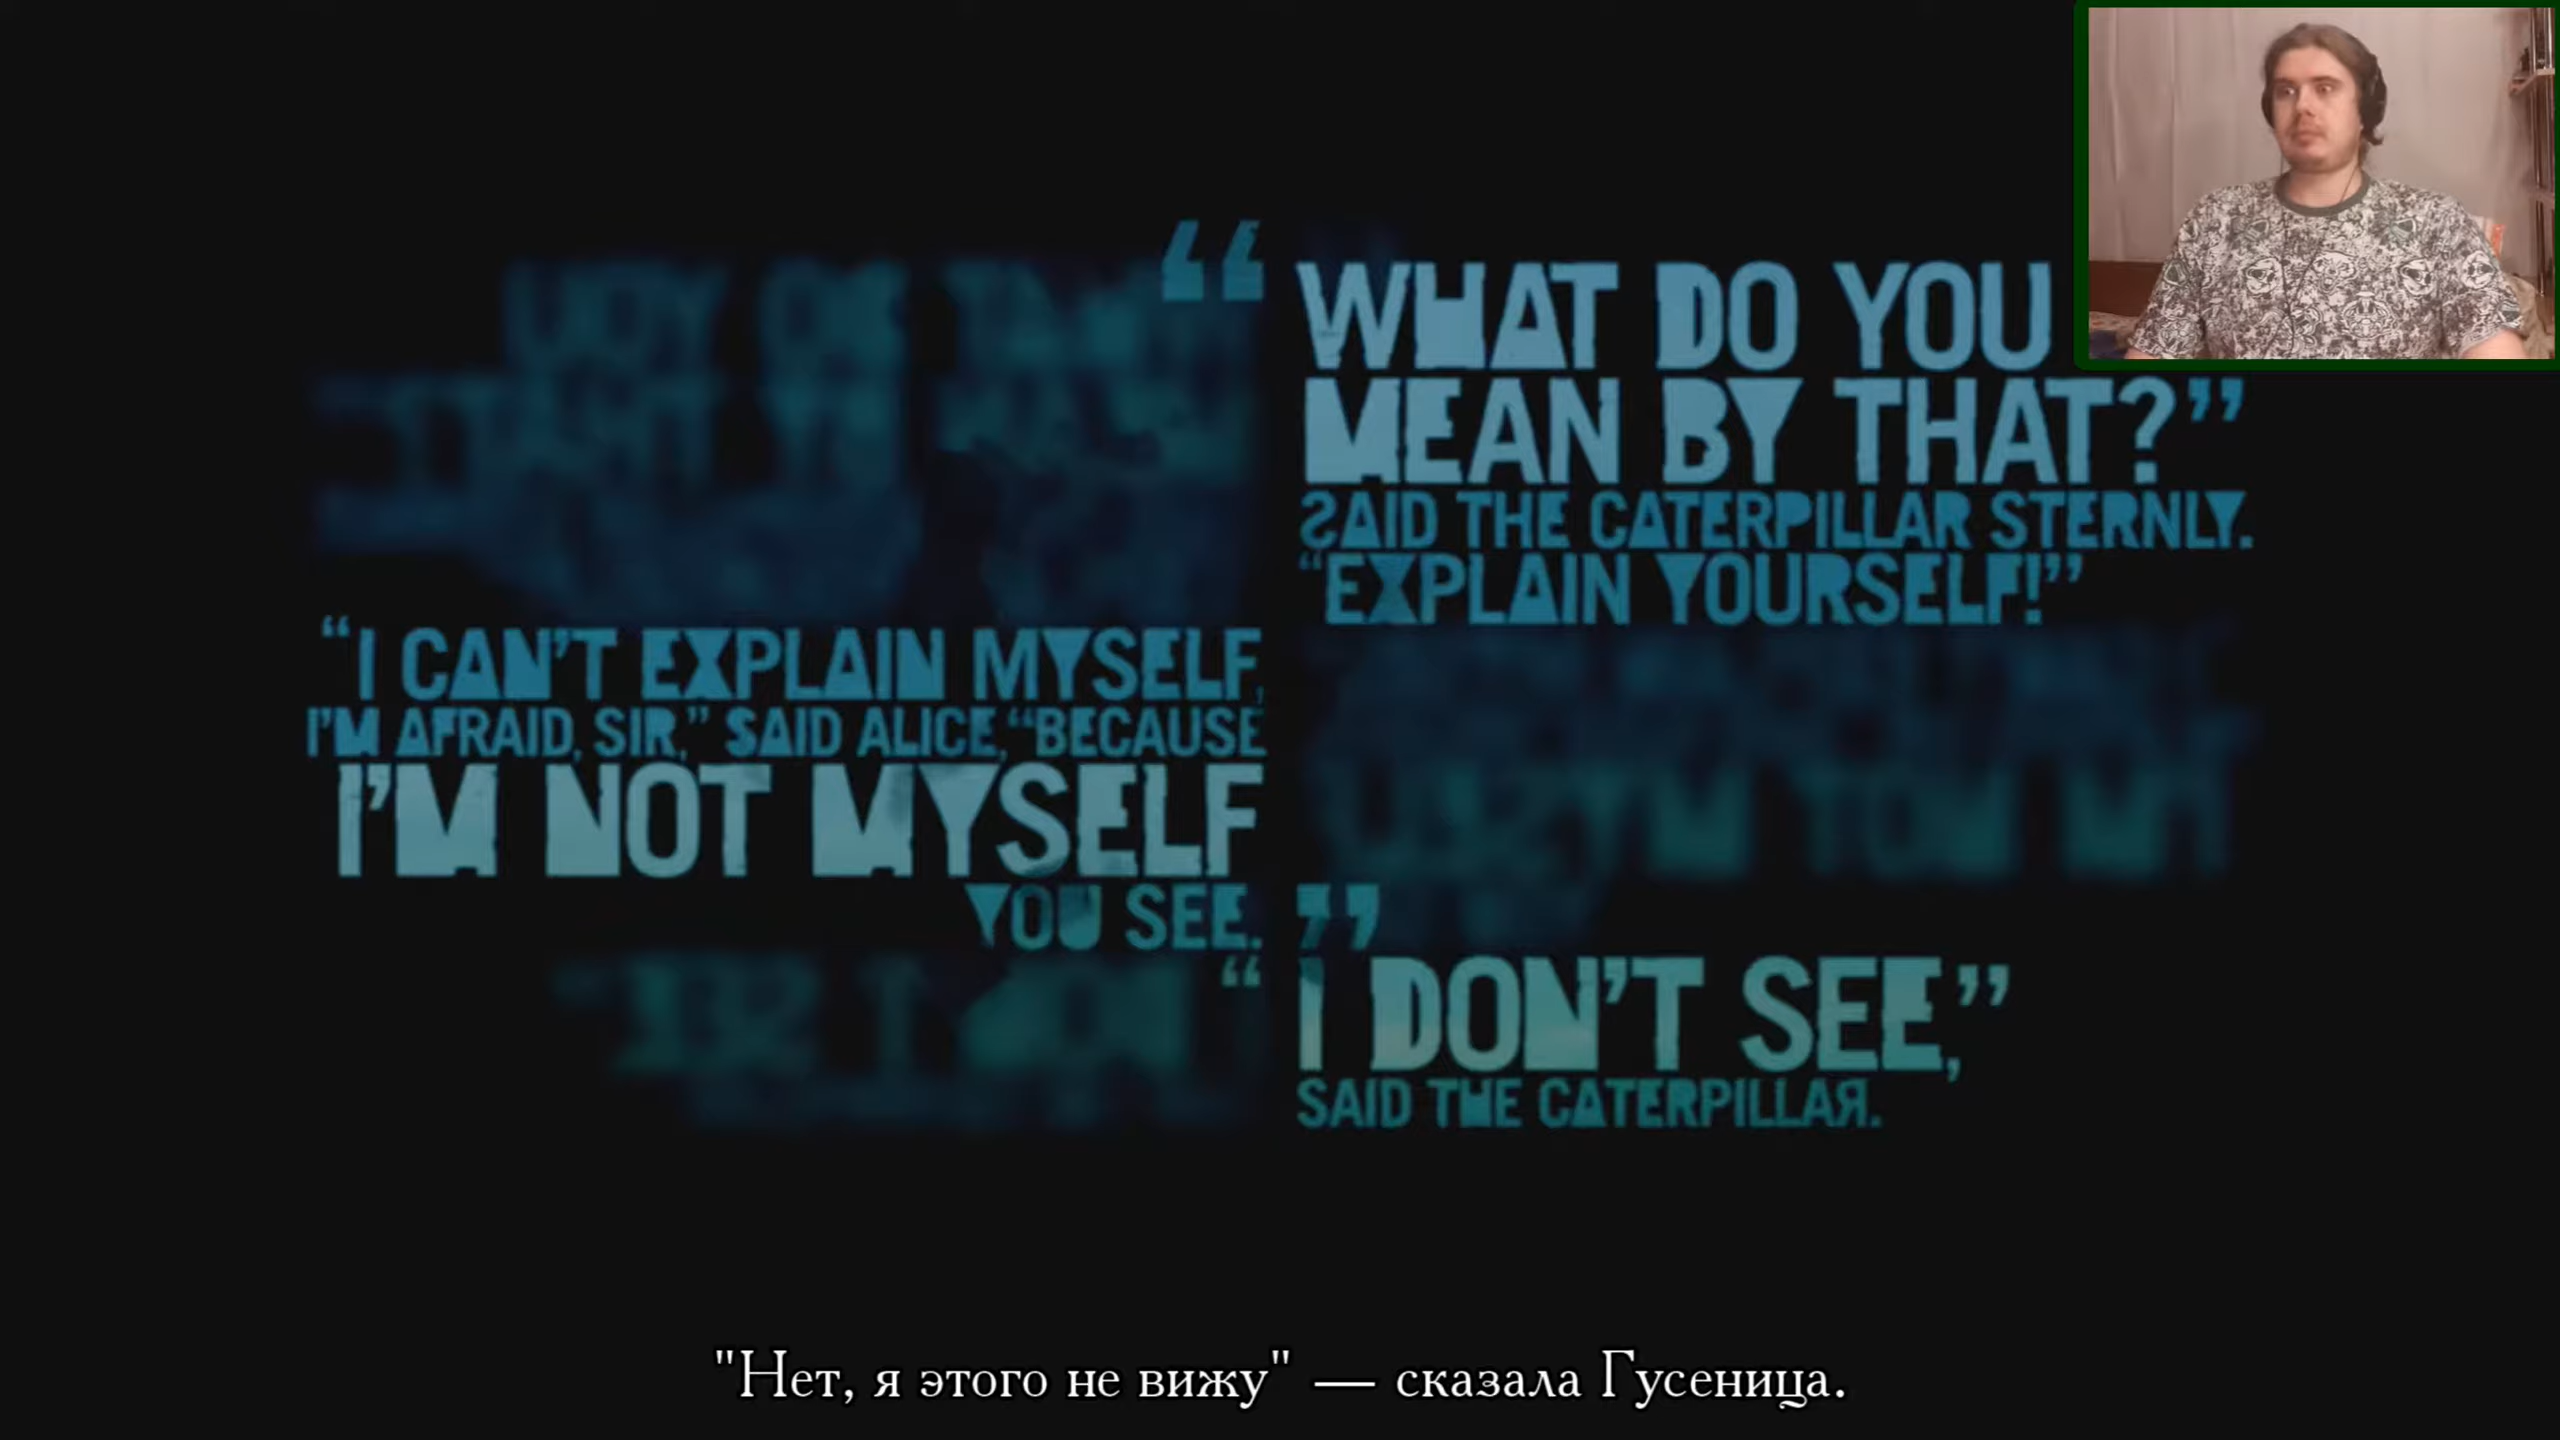 “WHAT DO YOU
MEAN BY THAT?”
SAID THE CATERPILLAR STERNLY.
“EXPLAIN YOURSELF!”
“I CAN’T EXPLAIN MYSELF,
I’M AFRAID, SIR,” SAID ALICE, “BECAUSE
I’M NOT MYSELF
YOU SEE.”
“I DON’T SEE,”
SAID THE CATERPILLAR.
"Нет, я этого не вижу" — сказала Гусеница.